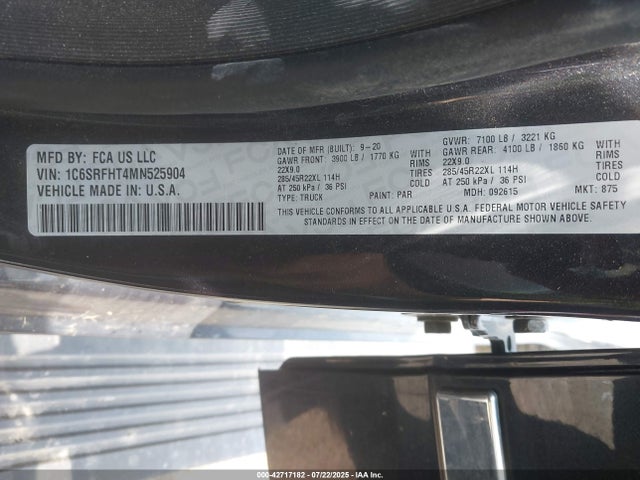 MFD BY: FCA US LLC
VIN: 1C6SRFHT4MN525904
VEHICLE MADE IN U.S.A.
DATE OF MFR (BUILT): 9-20
GAWR FRONT: 3900 LB / 1770 KG
WITH
22X9.0
RIMS
285/45R22XL 114H
TIRES
AT 250 kPa / 36 PSI
COLD
TYPE: TRUCK
PAINT: PAR
GVWR: 7100 LB / 3221 KG
GAWR REAR: 4100 LB / 1860 KG
WITH
22X9.0
RIMS
285/45R22XL 114H
TIRES
AT 250 kPa / 36 PSI
COLD
MDH: 092615
MKT: 875
THIS VEHICLE CONFORMS TO ALL APPLICABLE U.S.A. FEDERAL MOTOR VEHICLE SAFETY
STANDARDS IN EFFECT ON THE DATE OF MANUFACTURE SHOWN ABOVE.
000-42717182 - 07/22/2025 - IAA Inc.